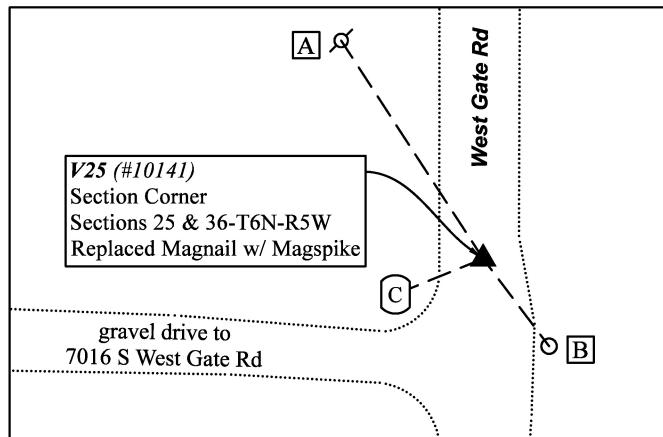 A
West Gate Rd
V25 (#10141)
Section Corner
Sections 25 & 36-T6N-R5W
Replaced Magnail w/ Magspike
C
gravel drive to
7016 S West Gate Rd
B